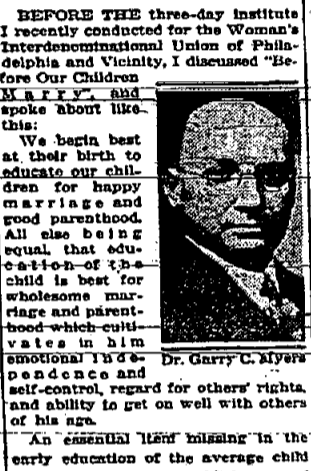 BEFORE THE three-day institute
I recently conducted for the Woman's
Interdenominational Union of Phila-
delphia and Vicinity, I discussed "Be-
fore Our Children
Marry", and
spoke about like
this:
We begin best
at their birth to
educate our chil-
dren for happy
marriage and
good parenthood.
All else being
equal, that edu-
cation of the
child is best for
wholesome mar-
riage and parent-
hood which culti-
vates in him
emotional inde-
pendence and
Dr. Garry C. Myers
self-control, regard for others' rights,
and ability to get on well with others
of his age.
An essential item missing in the
early education of the average child